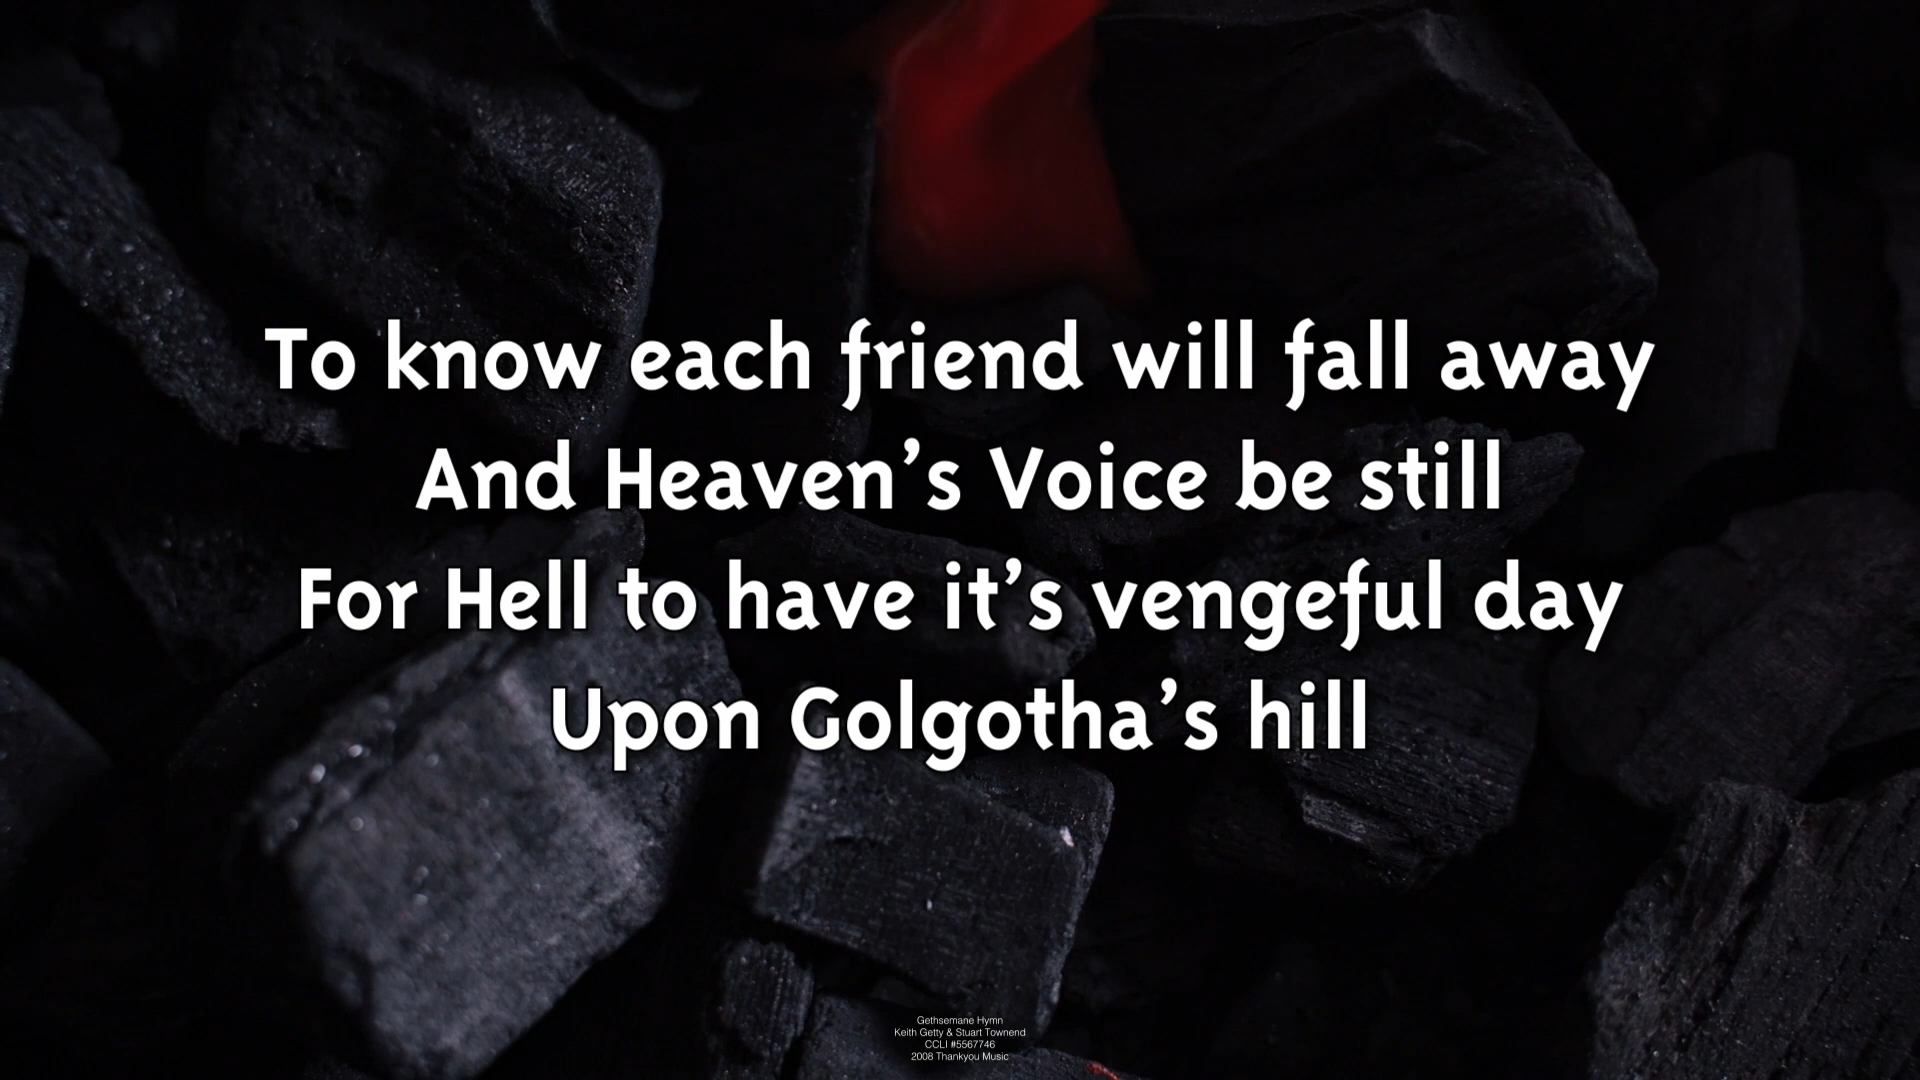 To know each friend will fall away
And Heaven’s Voice be still
For Hell to have it’s vengeful day
Upon Golgotha’s hill
Gethsemane Hymn
Keith Getty & Stuart Townend
CCLI #5567746
2008 Thankyou Music